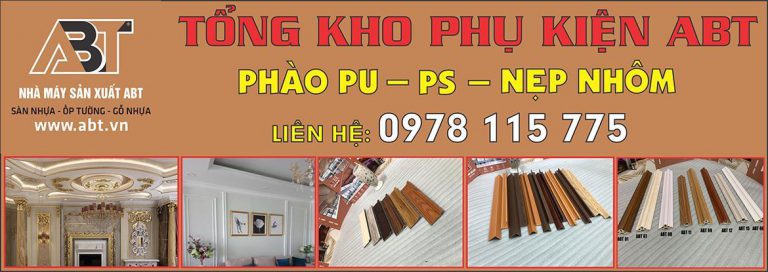 ABT
NHÀ MÁY SẢN XUẤT ABT
SÀN NHỰA - ỐP TƯỜNG - GỖ NHỰA
www.abt.vn
TỔNG KHO PHỤ KIỆN ABT
PHÀO PU – PS – NẸP NHÔM
LIÊN HỆ: 0978 115 775